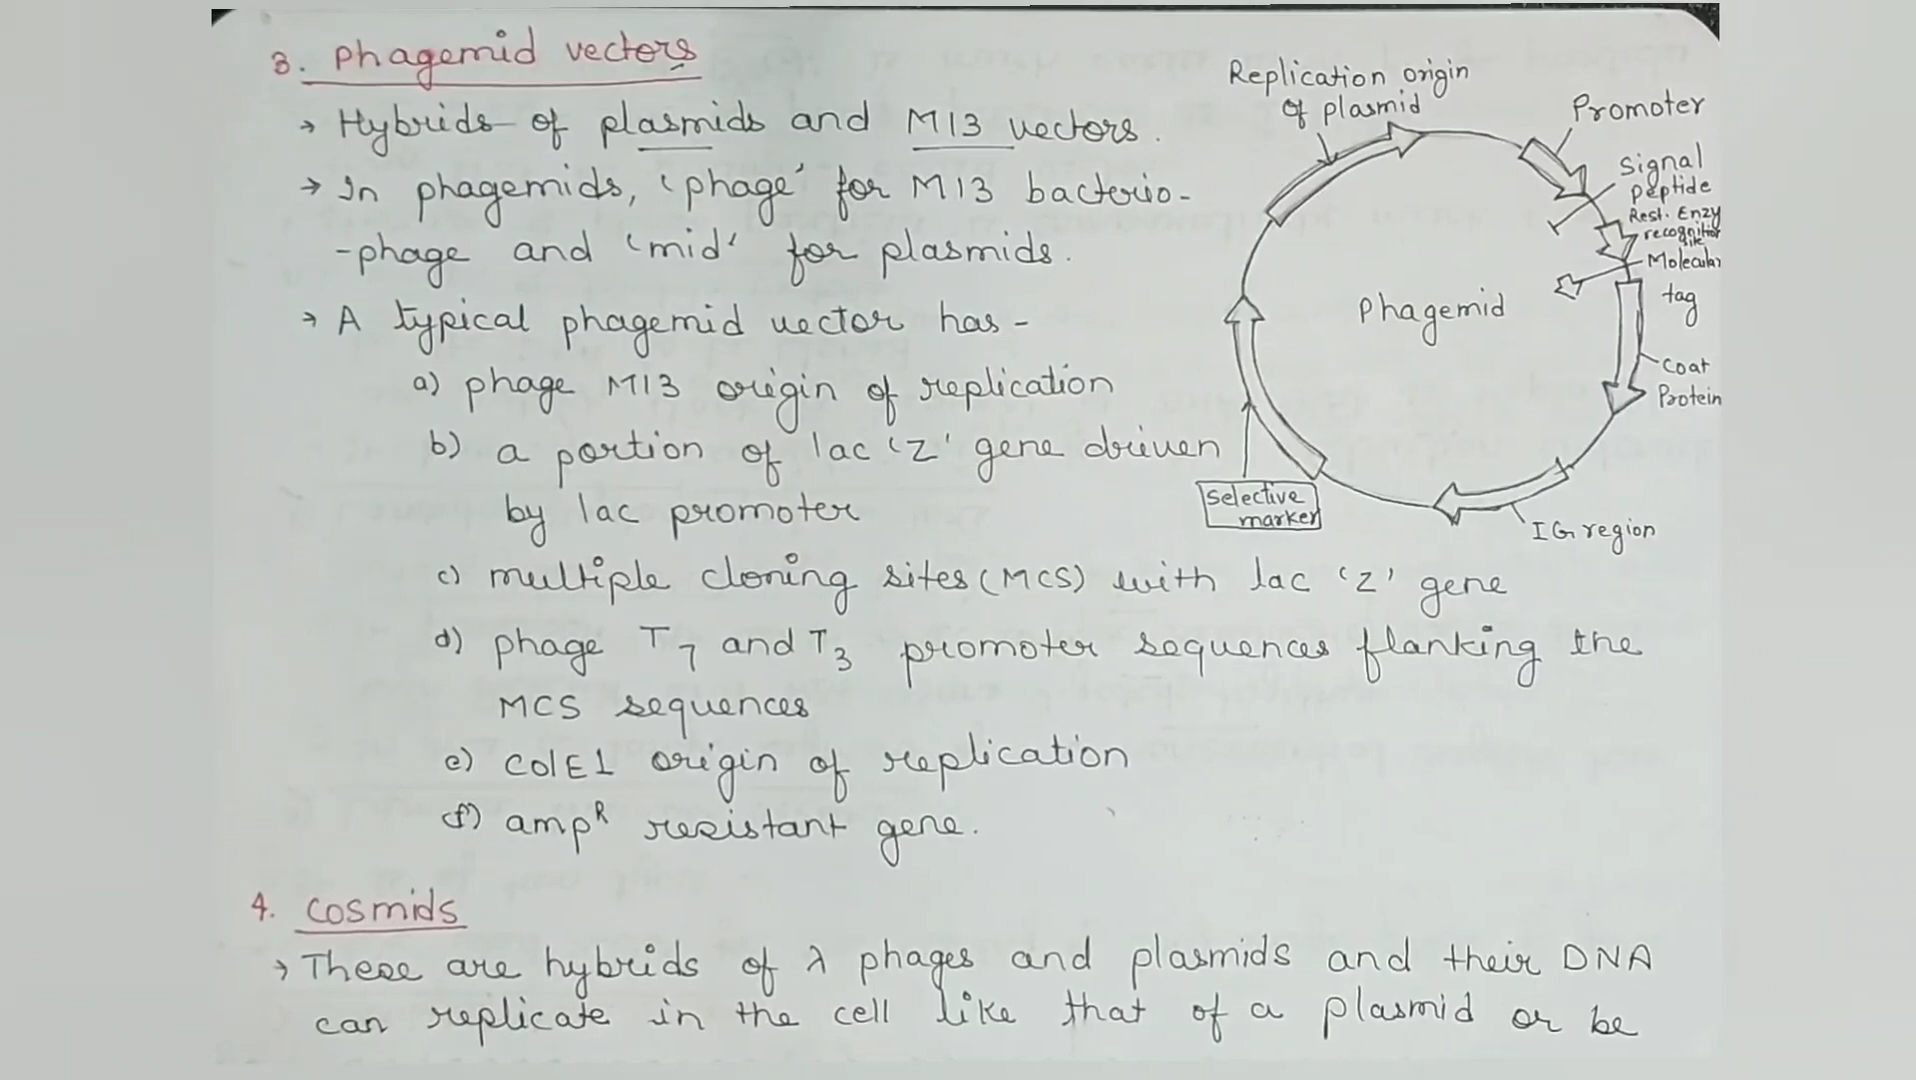 3. Phagemid vectors
→ Hybrids of plasmids and M13 vectors.
→ In phagemids, 'phage' for M13 bacterio-
-phage and 'mid' for plasmids.
→ A typical phagemid vector has -
a) phage M13 origin of replication
b) a portion of lac 'Z' gene driven
by lac promoter
c) multiple cloning sites (MCS) with lac 'Z' gene
d) phage T7 and T3 promoter sequences flanking the
MCS sequences
e) colE1 origin of replication
f) ampᴿ resistant gene.
Replication origin
of plasmid
Promoter
Signal
peptide
Rest. Enzy
recognition
site
Molecular
tag
Phagemid
Coat
Protein
IG region
Selective
marker
4. Cosmids
→ These are hybrids of λ phages and plasmids and their DNA
can replicate in the cell like that of a plasmid or be